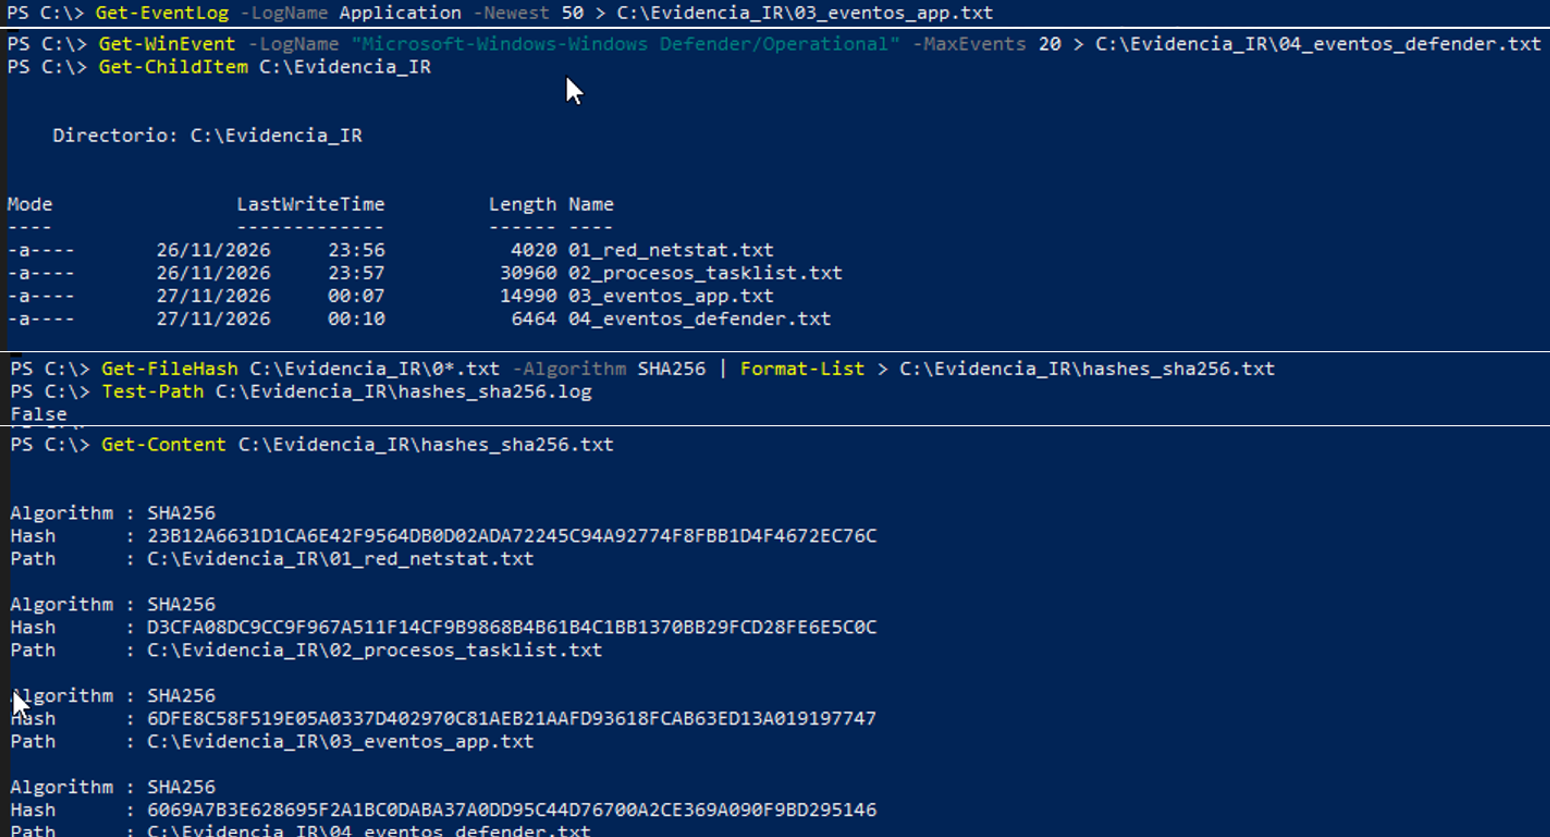 PS C:\> Get-EventLog -LogName Application -Newest 50 > C:\Evidencia_IR\03_eventos_app.txt
PS C:\> Get-WinEvent -LogName "Microsoft-Windows-Windows Defender/Operational" -MaxEvents 20 > C:\Evidencia_IR\04_eventos_defender.txt
PS C:\> Get-ChildItem C:\Evidencia_IR
Directorio: C:\Evidencia_IR
Mode LastWriteTime Length Name
---- ------------- ------ ----
-a---- 26/11/2026 23:56 4020 01_red_netstat.txt
-a---- 26/11/2026 23:57 30960 02_procesos_tasklist.txt
-a---- 27/11/2026 00:07 14990 03_eventos_app.txt
-a---- 27/11/2026 00:10 6464 04_eventos_defender.txt
PS C:\> Get-FileHash C:\Evidencia_IR\0*.txt -Algorithm SHA256 | Format-List > C:\Evidencia_IR\hashes_sha256.txt
PS C:\> Test-Path C:\Evidencia_IR\hashes_sha256.log
False
PS C:\> Get-Content C:\Evidencia_IR\hashes_sha256.txt
Algorithm : SHA256
Hash : 23B12A6631D1CA6E42F9564DB0D02ADA72245C94A92774F8FBB1D4F4672EC76C
Path : C:\Evidencia_IR\01_red_netstat.txt
Algorithm : SHA256
Hash : D3CFA08DC9CC9F967A511F14CF9B9868B4B61B4C1BB1370BB29FCD28FE6E5C0C
Path : C:\Evidencia_IR\02_procesos_tasklist.txt
Algorithm : SHA256
Hash : 6DFE8C58F519E05A0337D402970C81AEB21AAFD93618FCAB63ED13A019197747
Path : C:\Evidencia_IR\03_eventos_app.txt
Algorithm : SHA256
Hash : 6069A7B3E628695F2A1BC0DABA37A0DD95C44D76700A2CE369A090F9BD295146
Path : C:\Evidencia_IR\04_eventos_defender.txt